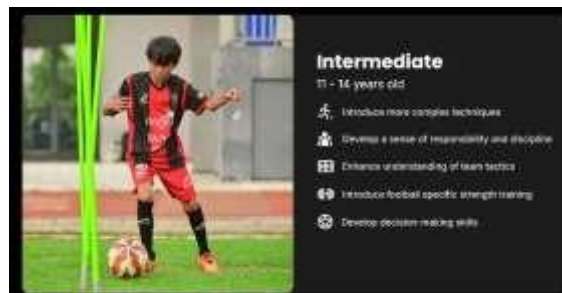 Intermediate
11 - 14 years old
Introduce more complex techniques
Develop a sense of responsibility and discipline
Enhance understanding of team tactics
Introduce football specific strength training
Develop decision making skills